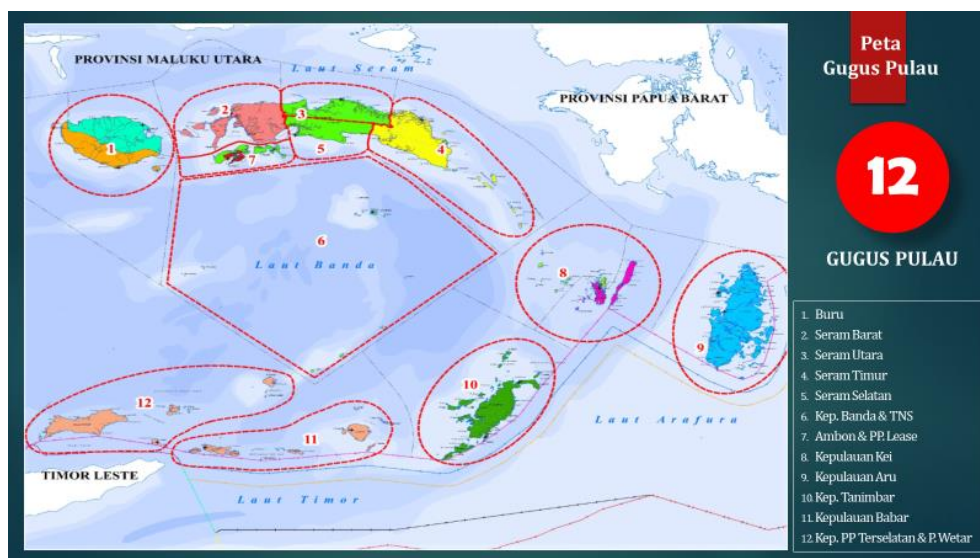 PROVINSI MALUKU UTARA
Laut Seram
PROVINSI PAPUA BARAT
1
2
3
4
5
7
6
Laut Banda
8
9
10
11
12
Laut Arafura
TIMOR LESTE
Laut Timor
Peta
Gugus Pulau
12
GUGUS PULAU
1. Buru
2. Seram Barat
3. Seram Utara
4. Seram Timur
5. Seram Selatan
6. Kep. Banda & TNS
7. Ambon & PP. Lease
8. Kepulauan Kei
9. Kepulauan Aru
10. Kep. Tanimbar
11. Kepulauan Babar
12. Kep. PP Terselatan & P. Wetar